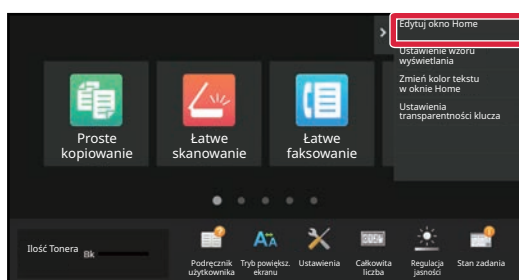 Edytuj okno Home
Ustawienie wzoru
wyświetlania
Zmień kolor tekstu
w oknie Home
Ustawienia
transparentności klucza
Proste
kopiowanie
Łatwe
skanowanie
Łatwe
faksowanie
Ilość Tonera
Bk
Podręcznik
użytkownika
Tryb powiększ.
ekranu
Ustawienia
Całkowita
liczba
Regulacja
jasności
Stan zadania